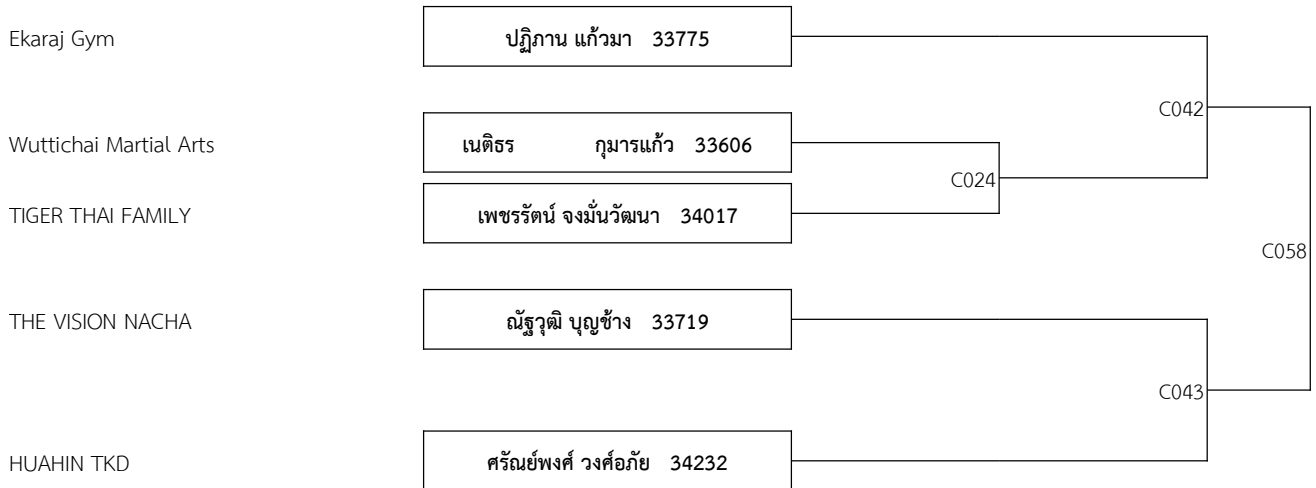 Ekaraj Gym ปฏิภาน แก้วมา 33775
C042
Wuttichai Martial Arts เนติธร กุมารแก้ว 33606
C024
TIGER THAI FAMILY เพชรรัตน์ จงมั่นวัฒนา 34017
C058
THE VISION NACHA ณัฐวุฒิ บุญช้าง 33719
C043
HUAHIN TKD ศรัณย์พงศ์ วงศ์อภัย 34232